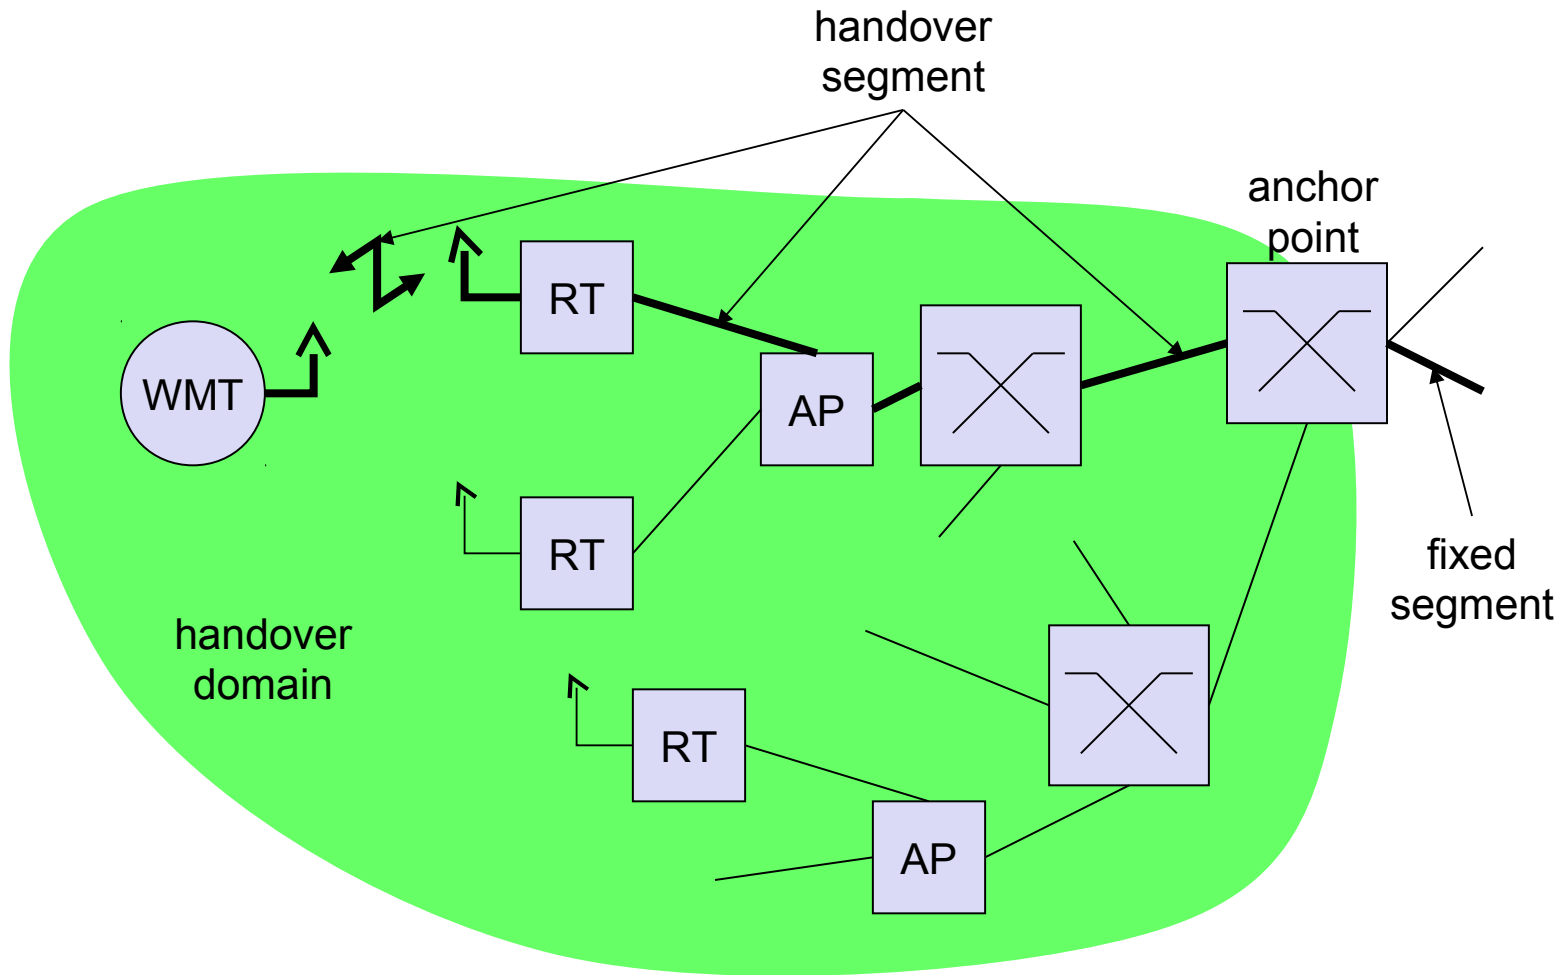 handover
segment
anchor
point
RT
WMT
AP
RT
fixed
segment
handover
domain
RT
AP